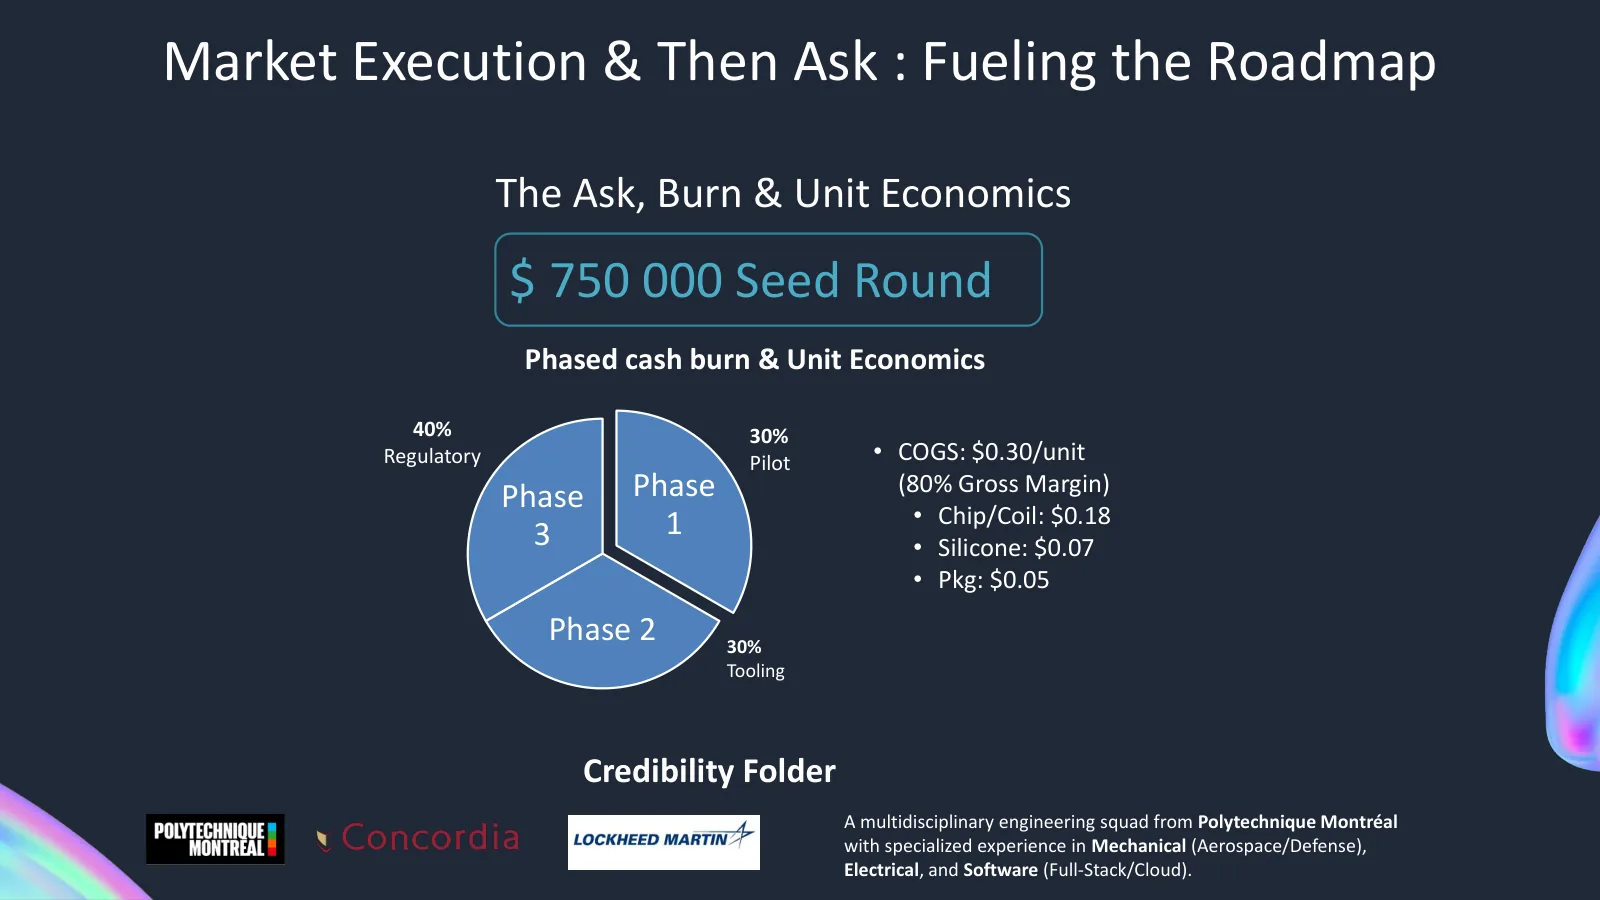 Market Execution & Then Ask : Fueling the Roadmap
The Ask, Burn & Unit Economics
$ 750 000 Seed Round
Phased cash burn & Unit Economics
40%
Regulatory
Phase
3
Phase
1
30%
Pilot
Phase 2
30%
Tooling
• COGS: $0.30/unit
(80% Gross Margin)
• Chip/Coil: $0.18
• Silicone: $0.07
• Pkg: $0.05
Credibility Folder
POLYTECHNIQUE
MONTRÉAL
Concordia
LOCKHEED MARTIN
A multidisciplinary engineering squad from Polytechnique Montréal
with specialized experience in Mechanical (Aerospace/Defense),
Electrical, and Software (Full-Stack/Cloud).